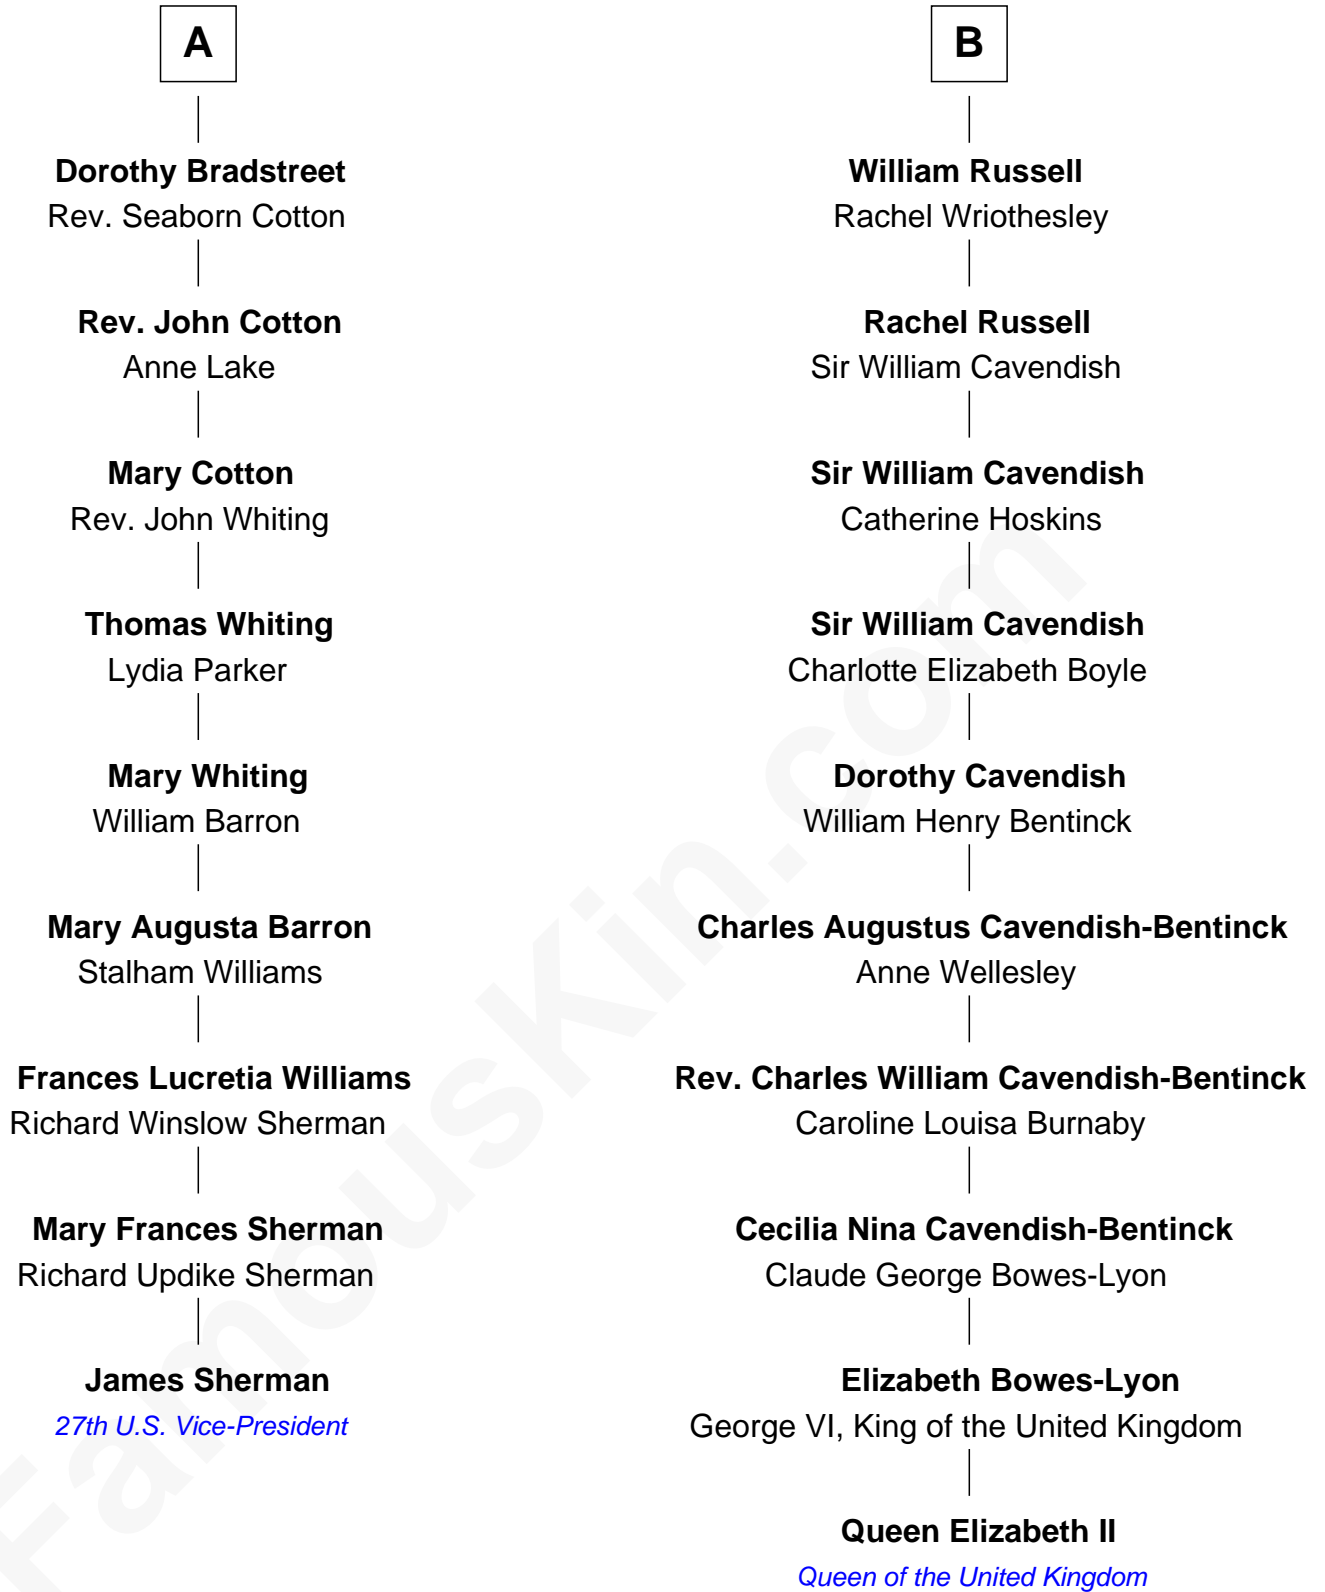 A
Dorothy Bradstreet
Rev. Seaborn Cotton
Rev. John Cotton
Anne Lake
Mary Cotton
Rev. John Whiting
Thomas Whiting
Lydia Parker
Mary Whiting
William Barron
Mary Augusta Barron
Stalham Williams
Frances Lucretia Williams
Richard Winslow Sherman
Mary Frances Sherman
Richard Updike Sherman
James Sherman
27th U.S. Vice-President
B
William Russell
Rachel Wriothesley
Rachel Russell
Sir William Cavendish
Sir William Cavendish
Catherine Hoskins
Sir William Cavendish
Charlotte Elizabeth Boyle
Dorothy Cavendish
William Henry Bentinck
Charles Augustus Cavendish-Bentinck
Anne Wellesley
Rev. Charles William Cavendish-Bentinck
Caroline Louisa Burnaby
Cecilia Nina Cavendish-Bentinck
Claude George Bowes-Lyon
Elizabeth Bowes-Lyon
George VI, King of the United Kingdom
Queen Elizabeth II
Queen of the United Kingdom
FamousKin.com